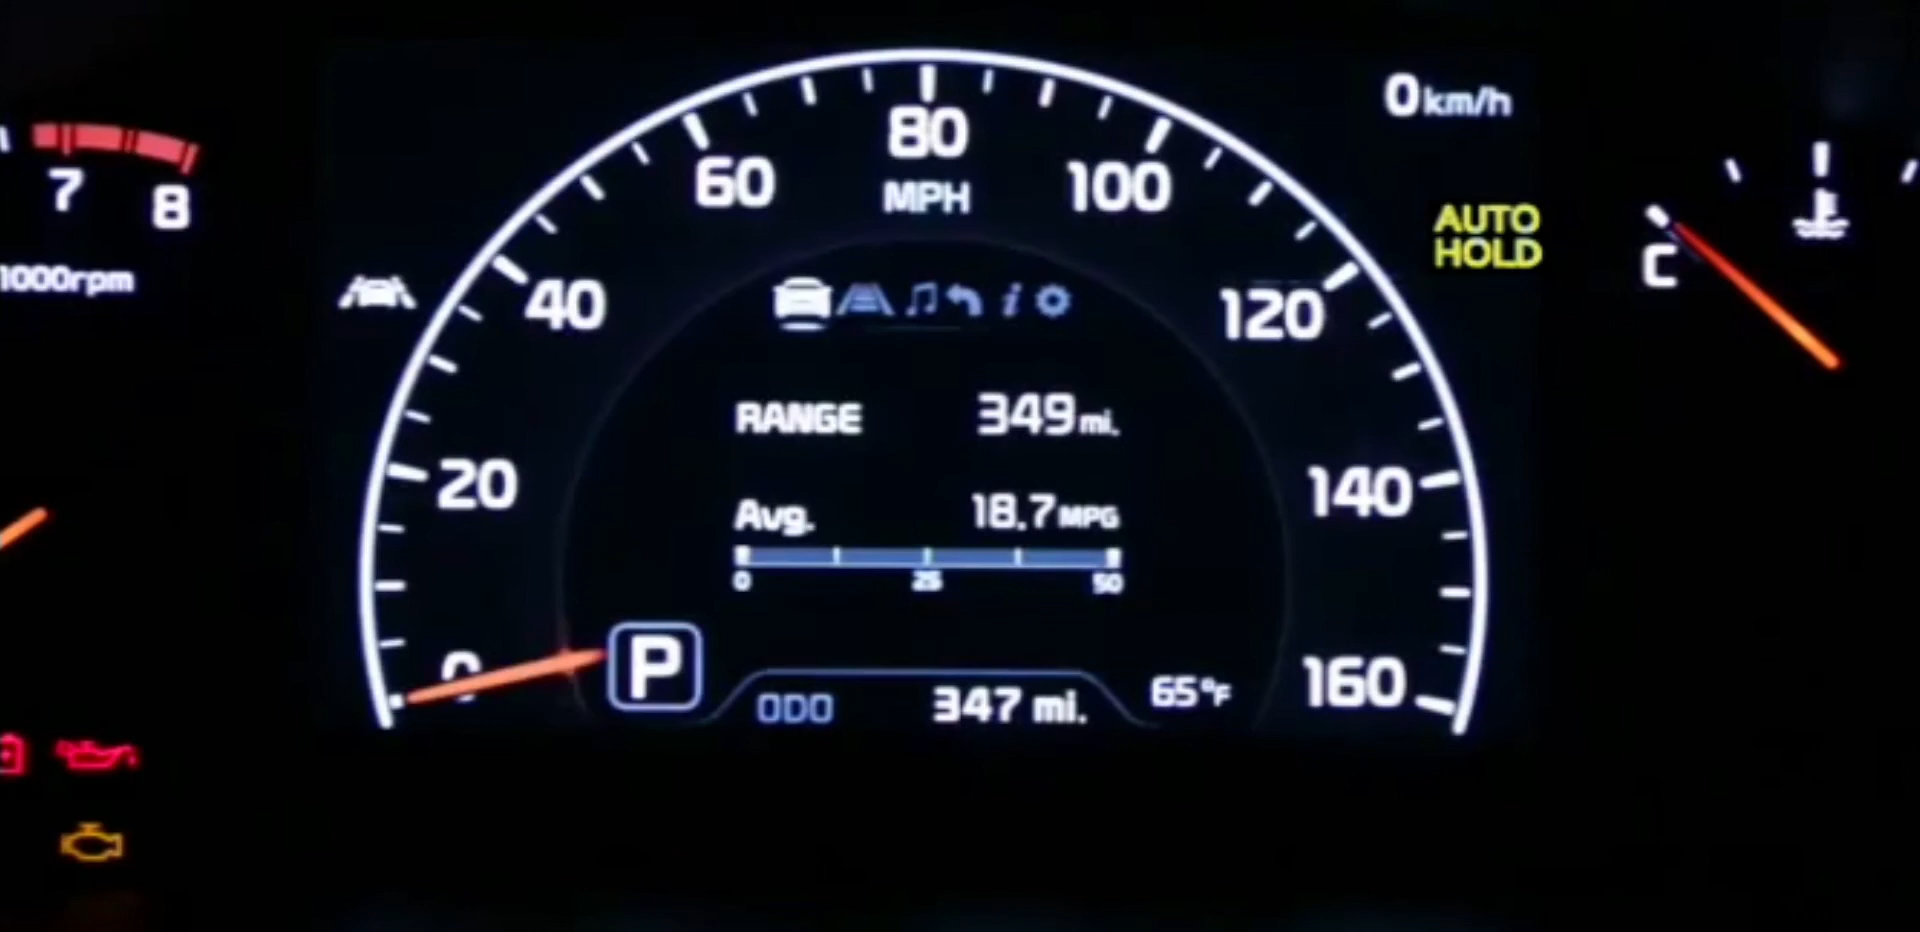 7 8
1000rpm
0 20 40 60 80 100 120 140 160
MPH
0 km/h
AUTO
HOLD
C
i
RANGE 349 mi.
Avg. 18.7 MPG
0 25 50
P
ODO 347 mi.
65°F